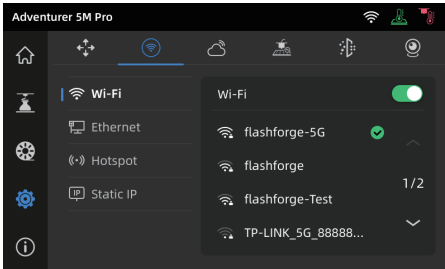 Adventurer 5M Pro
Wi-Fi
Ethernet
Hotspot
IP Static IP
Wi-Fi
flashforge-5G
flashforge
flashforge-Test
TP-LINK_5G_88888...
1/2